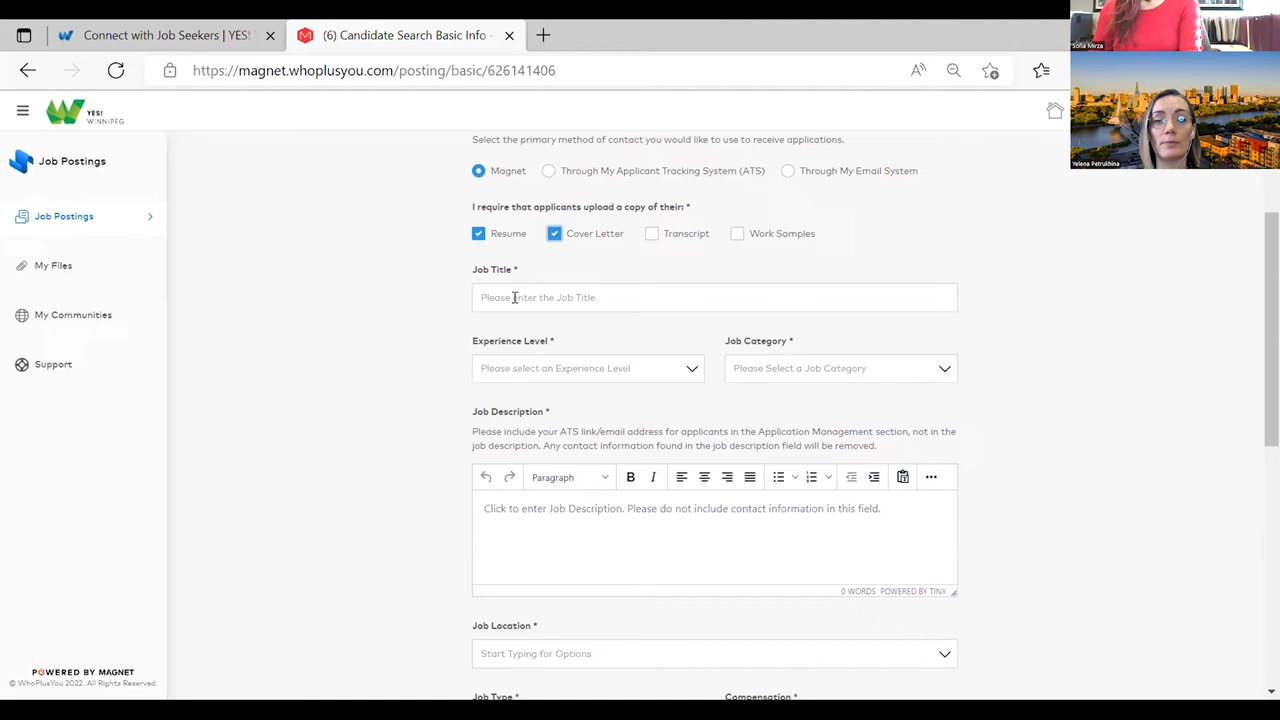 Connect with Job Seekers | YES!
(6) Candidate Search Basic Info -
https://magnet.whoplusyou.com/posting/basic/626141406
Sofia Mirza
Yelena Petrukhina
YES!
WINNIPEG
Job Postings
Job Postings
My Files
My Communities
Support
POWERED BY MAGNET
© WhoPlusYou 2022. All Rights Reserved.
Select the primary method of contact you would like to use to receive applications.
Magnet Through My Applicant Tracking System (ATS) Through My Email System
I require that applicants upload a copy of their: *
Resume Cover Letter Transcript Work Samples
Job Title *
Please enter the Job Title
Experience Level * Job Category *
Please select an Experience Level Please Select a Job Category
Job Description *
Please include your ATS link/email address for applicants in the Application Management section, not in the
job description. Any contact information found in the job description field will be removed.
Paragraph B I
Click to enter Job Description. Please do not include contact information in this field.
0 WORDS POWERED BY TINY
Job Location *
Start Typing for Options
Job Type * Compensation *